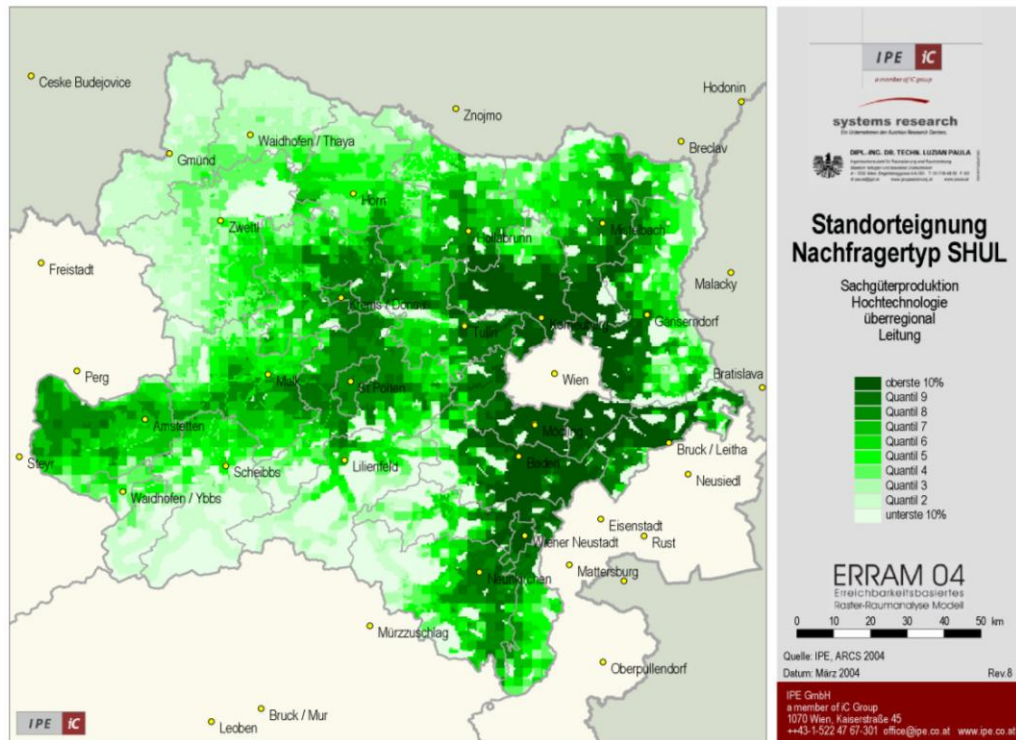 Ceske Budejovice
Znojmo
Hodonin
Waidhofen / Thaya
Breclav
Gmünd
Horn
Zwettl
Hollabrunn
Mistelbach
Freistadt
Malacky
Krems / Donau
Korneuburg
Gänserndorf
Tulln
Perg
Melk
St.Pölten
Wien
Bratislava
Amstetten
Mödling
Bruck / Leitha
Steyr
Scheibbs
Lilienfeld
Baden
Neusiedl
Waidhofen / Ybbs
Eisenstadt
Wiener Neustadt
Rust
Mattersburg
Neunkirchen
Mürzzuschlag
Oberpullendorf
Bruck / Mur
Leoben
IPE iC
IPE iC
a member of iC group
systems research
Ein Unternehmen der Austrian Research Centers.
DIPL.-ING. DR. TECHN. LUZIAN PAULA
Standorteignung
Nachfragertyp SHUL
Sachgüterproduktion
Hochtechnologie
überregional
Leitung
oberste 10%
Quantil 9
Quantil 8
Quantil 7
Quantil 6
Quantil 5
Quantil 4
Quantil 3
Quantil 2
unterste 10%
ERRAM 04
Erreichbarkeitsbasiertes
Raster-Raumanalyse Modell
0 10 20 30 40 50 km
Quelle: IPE, ARCS 2004
Datum: März 2004 Rev.8
IPE GmbH
a member of iC Group
1070 Wien, Kaiserstraße 45
++43-1-522 47 67-301 office@ipe.co.at www.ipe.co.at